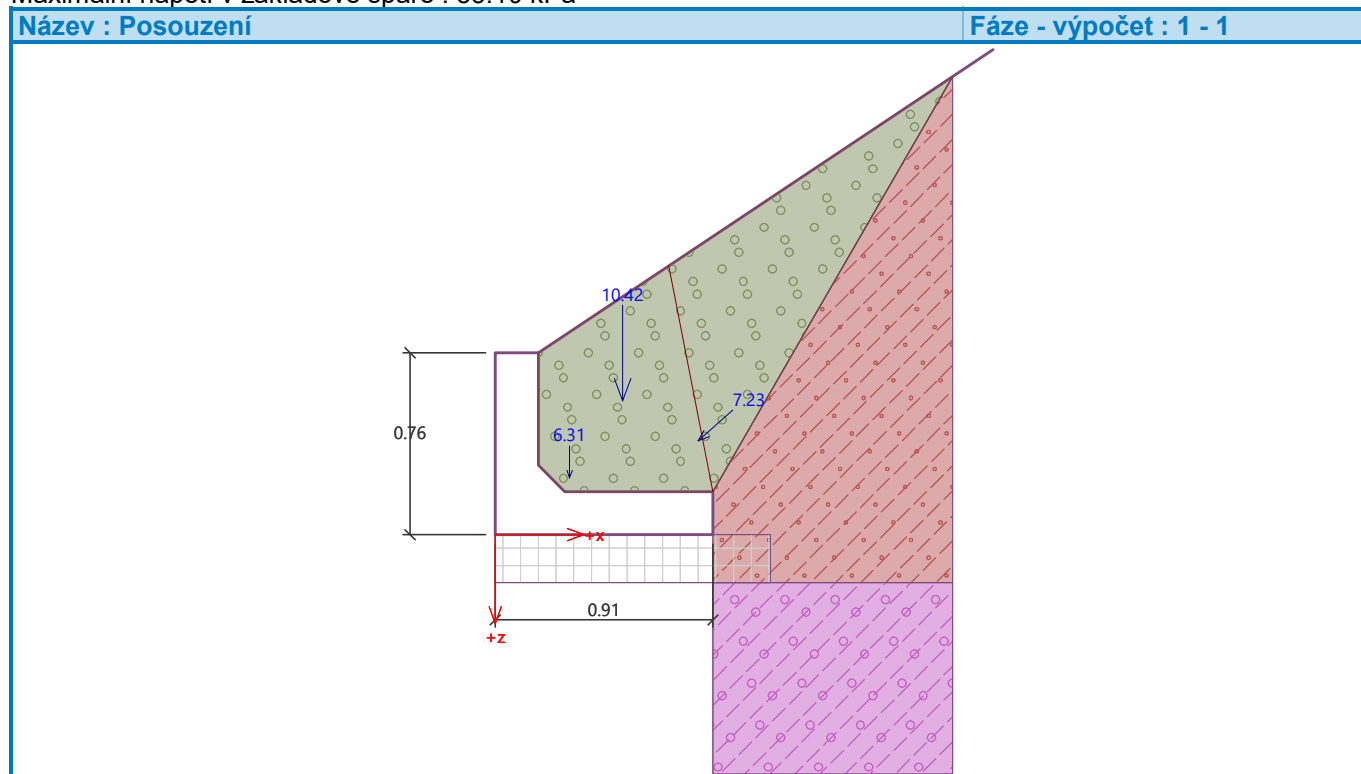 Název : Posouzení
Fáze - výpočet : 1 - 1
10.42
7.23
0.76
6.31
+x
0.91
+z